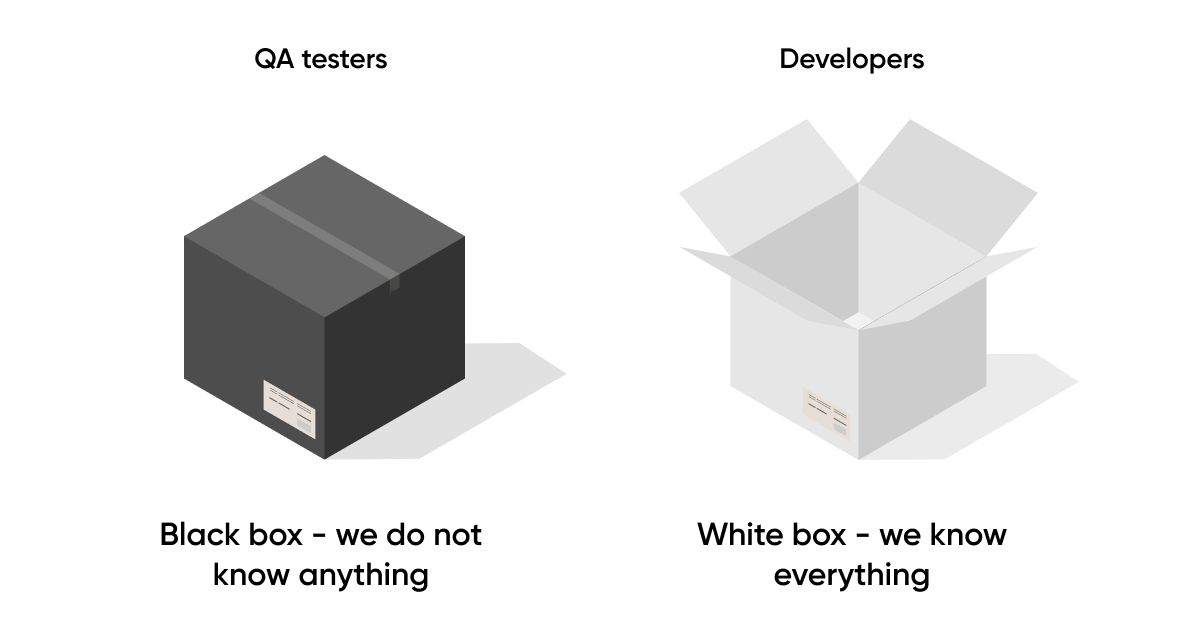 QA testers
Developers
Black box - we do not
know anything
White box - we know
everything